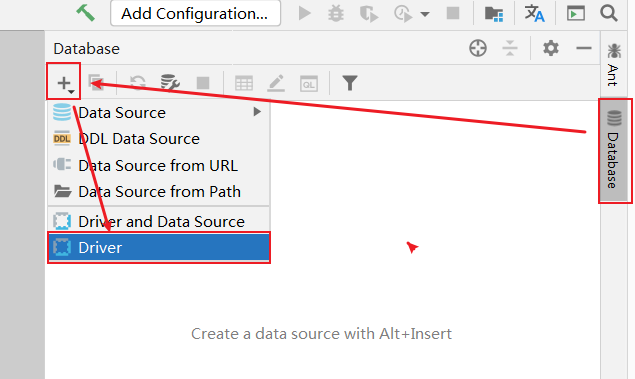 Add Configuration...
Database
Ant
Database
DDL
QL
Data Source
DDL Data Source
Data Source from URL
Data Source from Path
Driver and Data Source
Driver
Create a data source with Alt+Insert